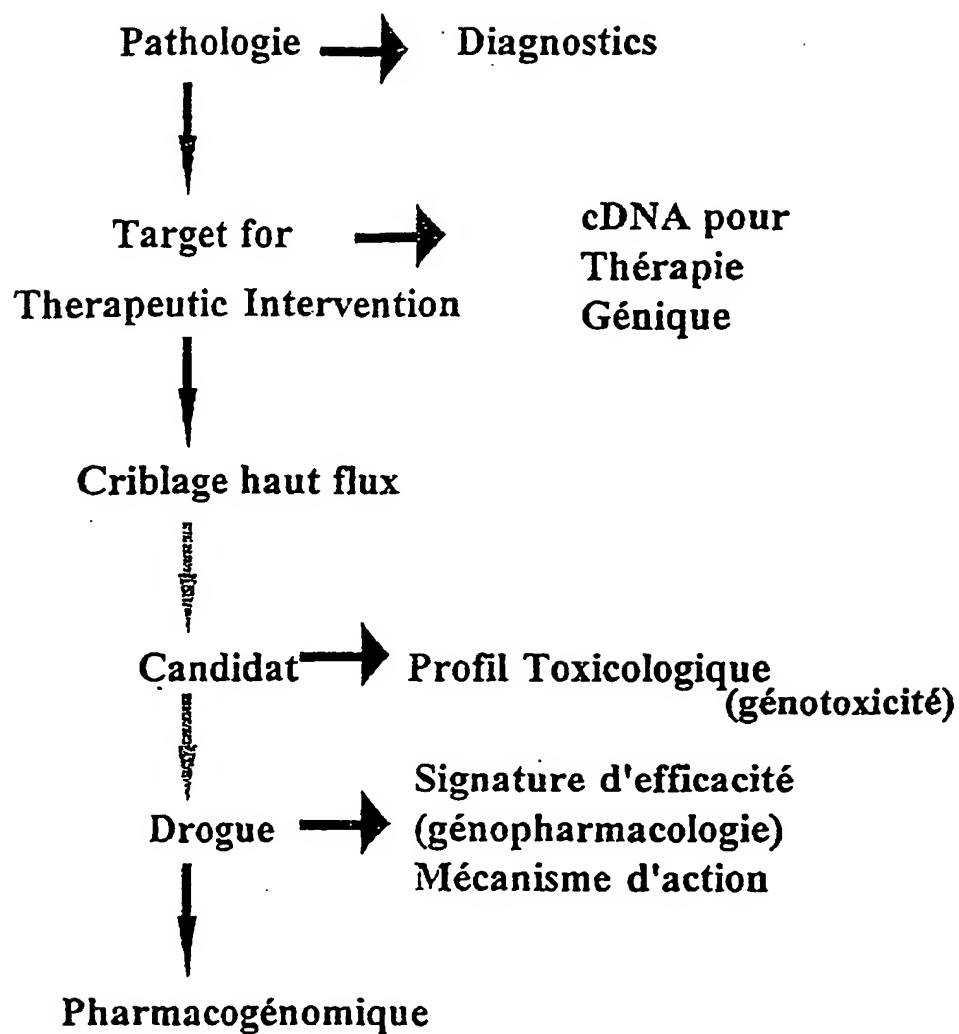 Pathologie
Diagnostics
Target for
Therapeutic Intervention
cDNA pour
Thérapie
Génique
Criblage haut flux
Candidat
Profil Toxicologique
(génotoxicité)
Drogue
Signature d'efficacité
(génopharmacologie)
Mécanisme d'action
Pharmacogénomique